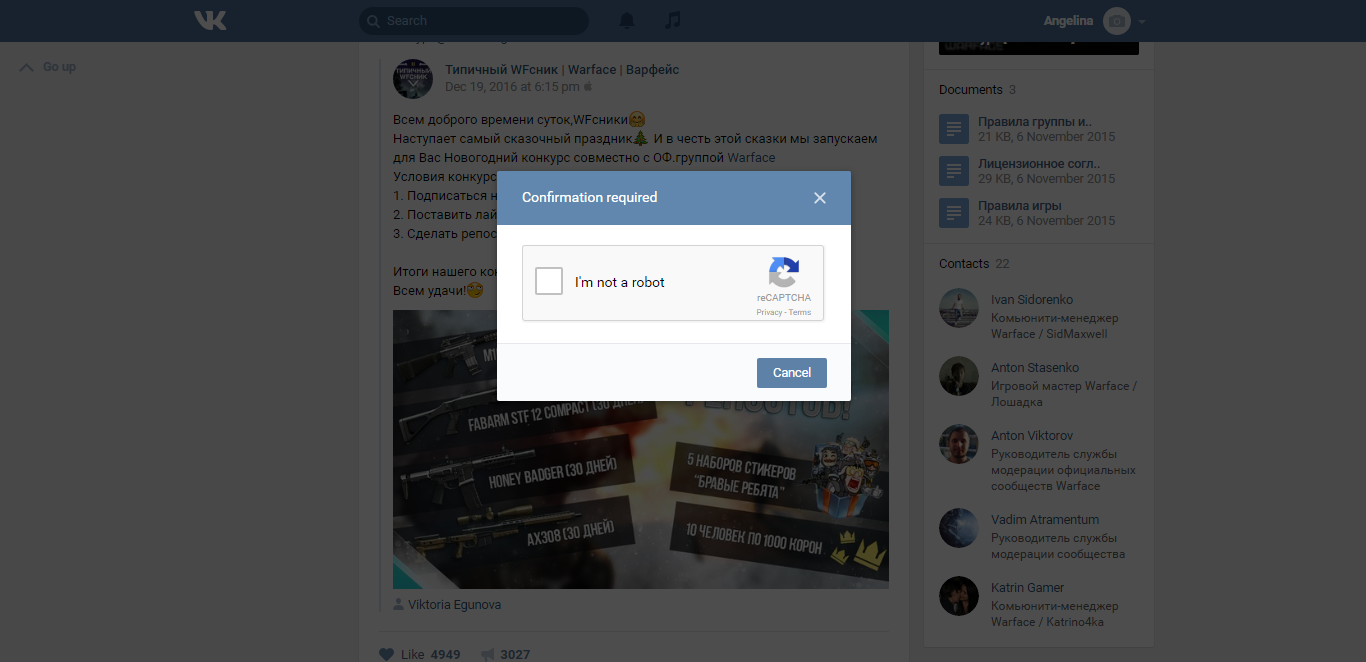 VK
Search
Angelina
Go up
Типичный WFсник | Warface | Варфейс
Dec 19, 2016 at 6:15 pm
Всем доброго времени суток,WFсники
Наступает самый сказочный праздник И в честь этой сказки мы запускаем
для Вас Новогодний конкурс совместно с ОФ.группой Warface
Условия конкурс
1. Подписаться н
2. Поставить лай
3. Сделать репос
Итоги нашего ко
Всем удачи!
Confirmation required
I'm not a robot
reCAPTCHA
Privacy - Terms
Cancel
FABARM STF 12 COMPACT (30 ДНЕЙ)
HONEY BADGER (30 ДНЕЙ)
AX308 (30 ДНЕЙ)
5 НАБОРОВ СТИКЕРОВ
"БРАВЫЕ РЕБЯТА"
10 ЧЕЛОВЕК ПО 1000 КОРОН
Viktoria Egunova
Like 4949
3027
Documents 3
Правила группы и..
21 KB, 6 November 2015
Лицензионное согл..
29 KB, 6 November 2015
Правила игры
24 KB, 6 November 2015
Contacts 22
Ivan Sidorenko
Комьюнити-менеджер
Warface / SidMaxwell
Anton Stasenko
Игровой мастер Warface /
Лошадка
Anton Viktorov
Руководитель службы
модерации официальных
сообществ Warface
Vadim Atramentum
Руководитель службы
модерации сообщества
Katrin Gamer
Комьюнити-менеджер
Warface / Katrino4ka